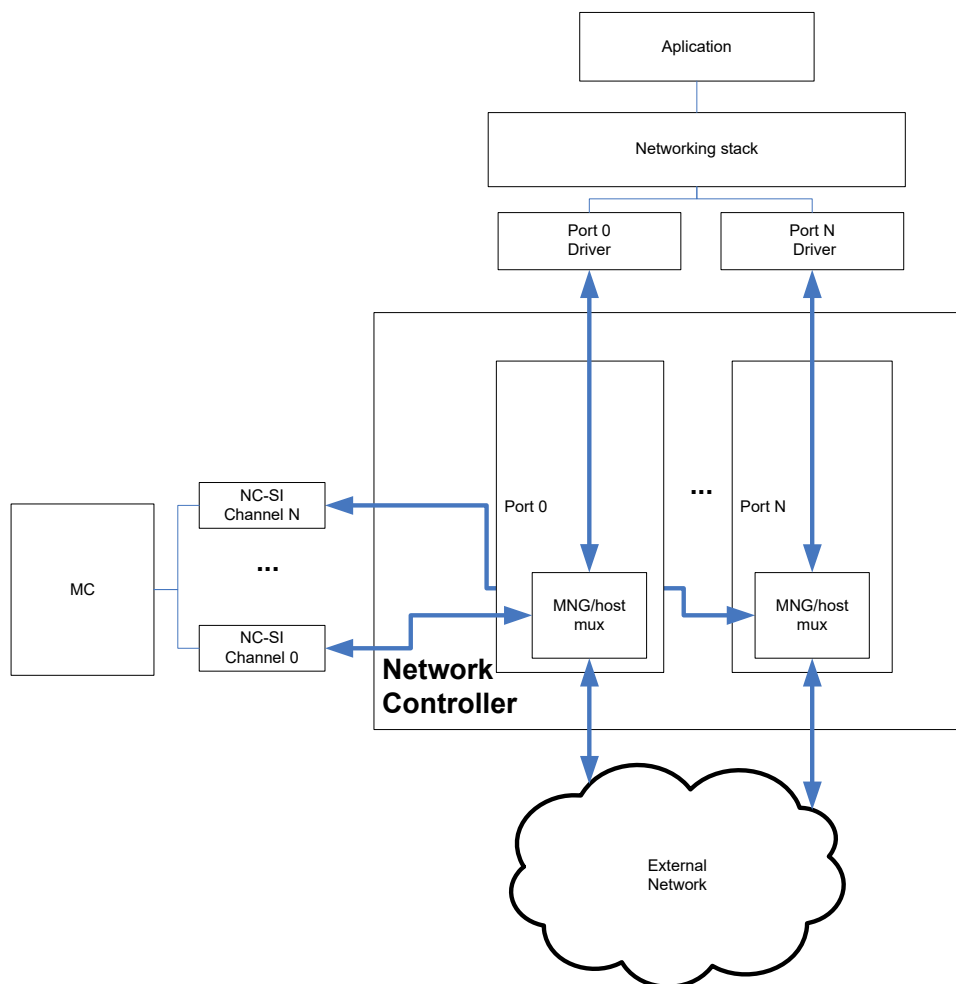 Aplication
Networking stack
Port 0
Driver
Port N
Driver
...
Port 0
Port N
NC-SI
Channel N
...
MC
NC-SI
Channel 0
MNG/host
mux
MNG/host
mux
Network
Controller
External
Network